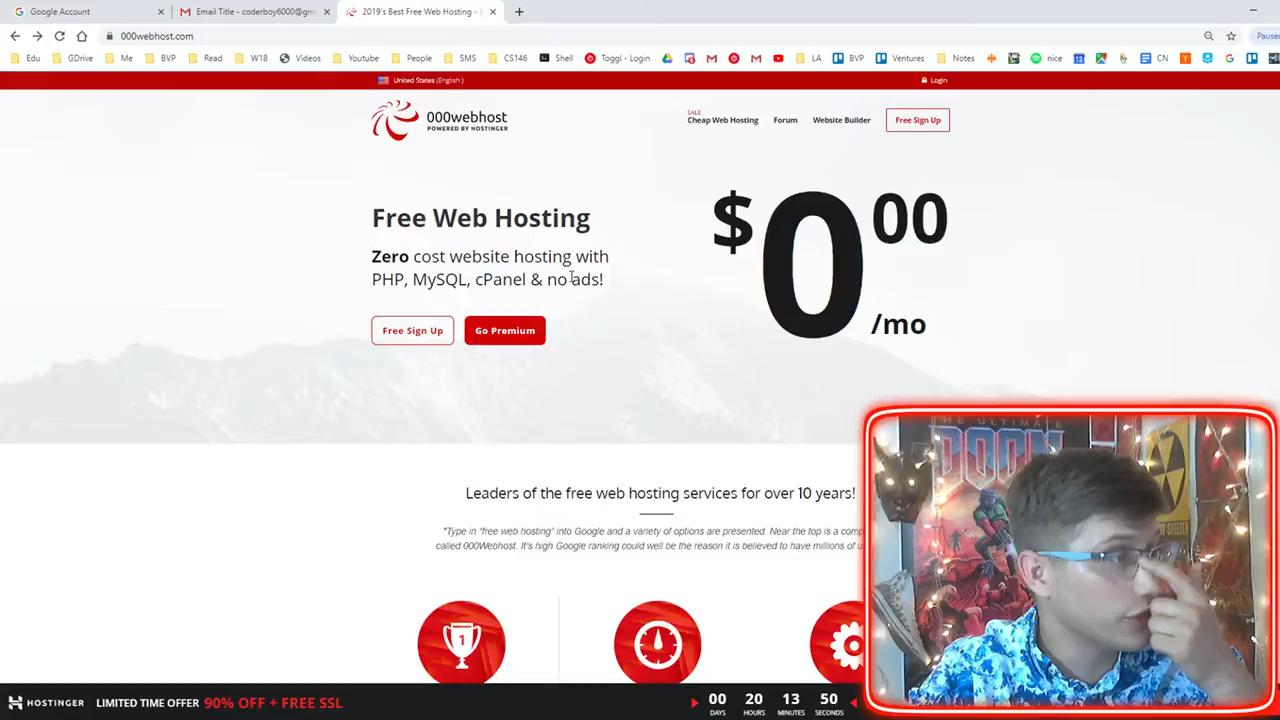 Google Account
Email Title - coderboy6000@gm
2019's Best Free Web Hosting -
000webhost.com
Paused
Edu
GDrive
Me
BVP
Read
W18
Videos
Youtube
People
SMS
CS146
Shell
Toggl - Login
LA
BVP
Ventures
Notes
nice
CN
United States (English )
Login
000webhost
POWERED BY HOSTINGER
SALE
Cheap Web Hosting
Forum
Website Builder
Free Sign Up
Free Web Hosting
Zero cost website hosting with
PHP, MySQL, cPanel & no ads!
$0 00
/mo
Free Sign Up
Go Premium
THE ULTIMATE
DOOM
Leaders of the free web hosting services for over 10 years!
"Type in "free web hosting" into Google and a variety of options are presented. Near the top is a comp
called 000Webhost. It's high Google ranking could well be the reason it is believed to have millions of u
1
HOSTINGER
LIMITED TIME OFFER 90% OFF + FREE SSL
00 20 13 50
DAYS HOURS MINUTES SECONDS